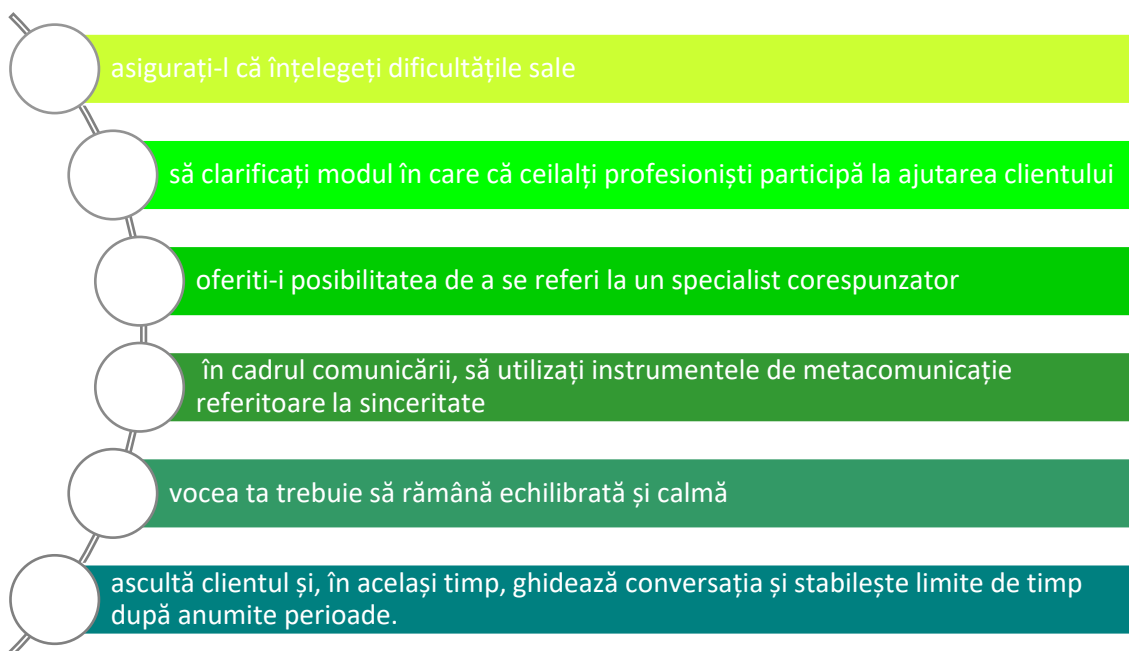 asigurați-l că înțelegeți dificultățile sale
să clarificați modul în care că ceilalți profesioniști participă la ajutarea clientului
oferiti-i posibilitatea de a se referi la un specialist corespunzator
în cadrul comunicării, să utilizați instrumentele de metacomunicație
referitoare la sinceritate
vocea ta trebuie să rămână echilibrată și calmă
ascultă clientul și, în același timp, ghidează conversația și stabilește limite de timp
după anumite perioade.